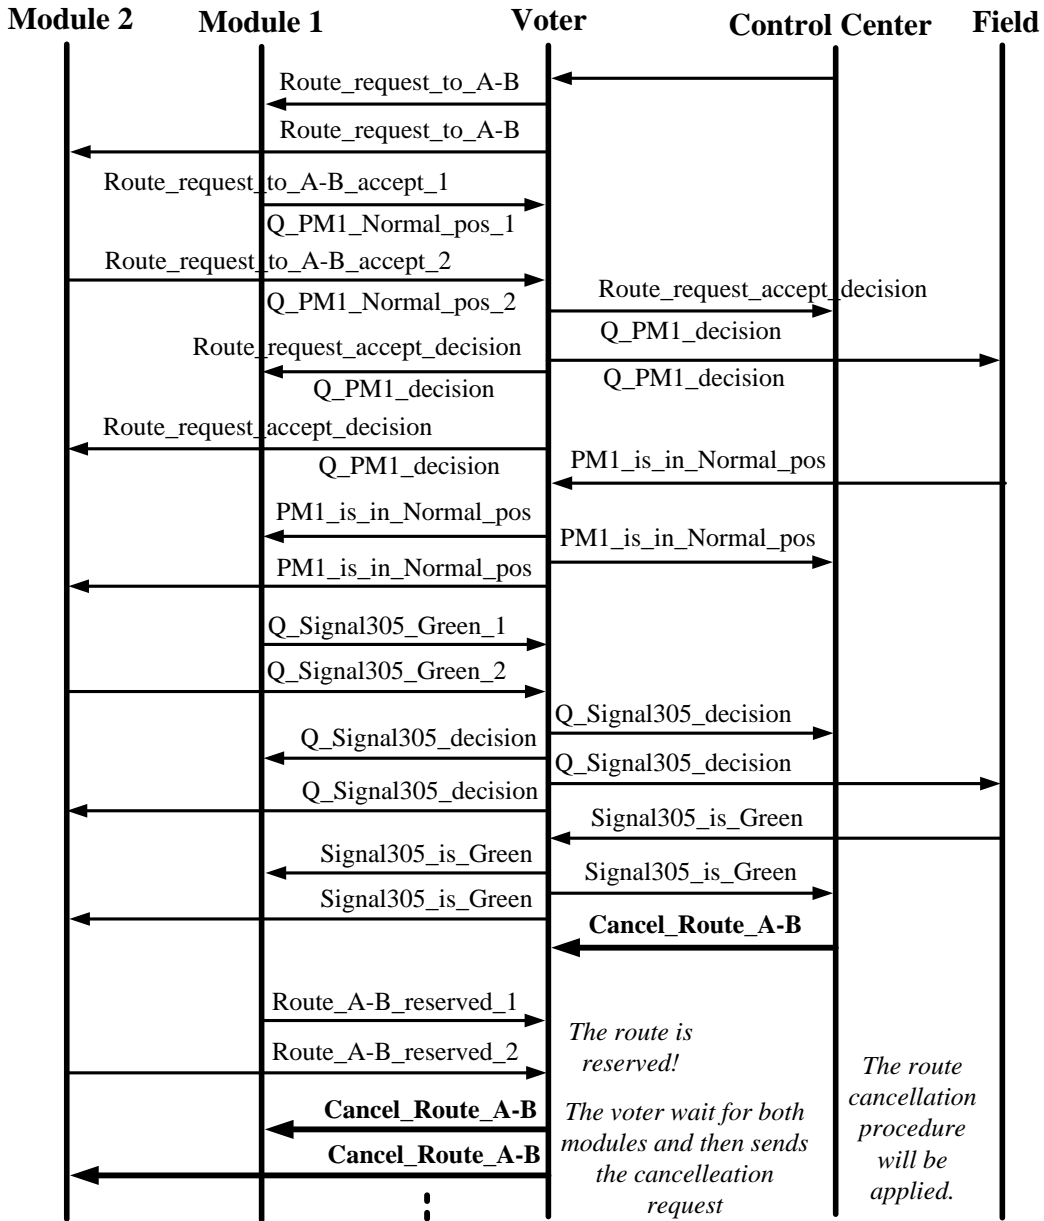 Module 2 Module 1 Voter Control Center Field
Route_request_to_A-B
Route_request_to_A-B
Route_request_to_A-B_accept_1
Q_PM1_Normal_pos_1
Route_request_to_A-B_accept_2
Q_PM1_Normal_pos_2
Route_request_accept_decision
Q_PM1_decision
Route_request_accept_decision
Q_PM1_decision
Q_PM1_decision
Route_request_accept_decision
Q_PM1_decision
PM1_is_in_Normal_pos
PM1_is_in_Normal_pos
PM1_is_in_Normal_pos
PM1_is_in_Normal_pos
Q_Signal305_Green_1
Q_Signal305_Green_2
Q_Signal305_decision
Q_Signal305_decision
Q_Signal305_decision
Q_Signal305_decision
Signal305_is_Green
Signal305_is_Green
Signal305_is_Green
Signal305_is_Green
Cancel_Route_A-B
Route_A-B_reserved_1
Route_A-B_reserved_2
The route is
reserved!
Cancel_Route_A-B
Cancel_Route_A-B
The voter wait for both
modules and then sends
the cancelleation
request
The route
cancellation
procedure
will be
applied.